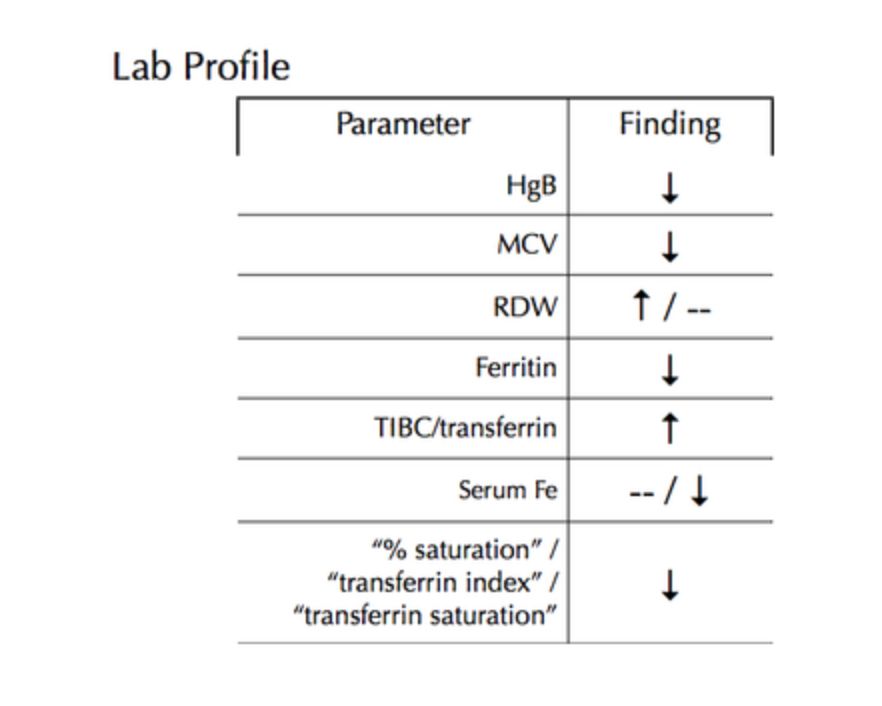 Lab Profile
Parameter Finding
HgB ↓
MCV ↓
RDW ↑ / --
Ferritin ↓
TIBC/transferrin ↑
Serum Fe -- / ↓
“% saturation” /
“transferrin index” / ↓
“transferrin saturation”